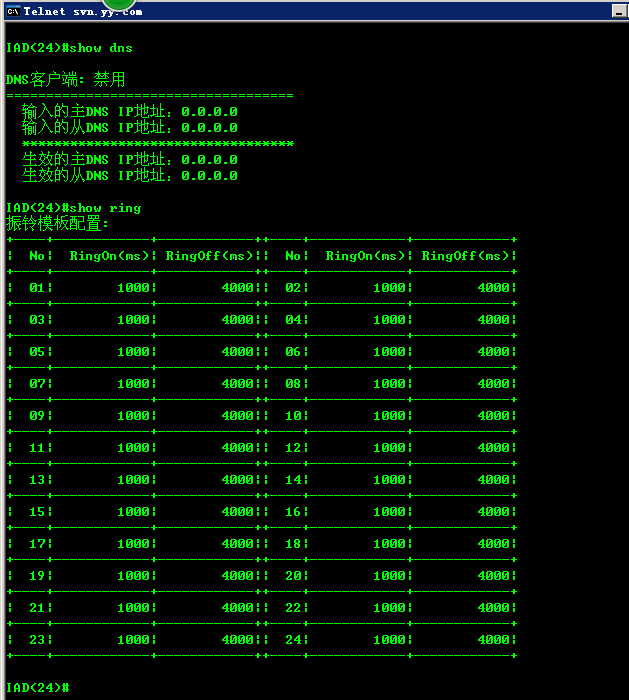 Telnet svn.yy.com
IAD(24)#show dns
DNS客户端: 禁用
====================================
输入的主DNS IP地址: 0.0.0.0
输入的从DNS IP地址: 0.0.0.0
**********************************
生效的主DNS IP地址: 0.0.0.0
生效的从DNS IP地址: 0.0.0.0
IAD(24)#show ring
振铃模板配置:
No| RingOn(ms)| RingOff(ms)|| No| RingOn(ms)| RingOff(ms)|
01| 1000| 4000|| 02| 1000| 4000|
03| 1000| 4000|| 04| 1000| 4000|
05| 1000| 4000|| 06| 1000| 4000|
07| 1000| 4000|| 08| 1000| 4000|
09| 1000| 4000|| 10| 1000| 4000|
11| 1000| 4000|| 12| 1000| 4000|
13| 1000| 4000|| 14| 1000| 4000|
15| 1000| 4000|| 16| 1000| 4000|
17| 1000| 4000|| 18| 1000| 4000|
19| 1000| 4000|| 20| 1000| 4000|
21| 1000| 4000|| 22| 1000| 4000|
23| 1000| 4000|| 24| 1000| 4000|
IAD(24)#